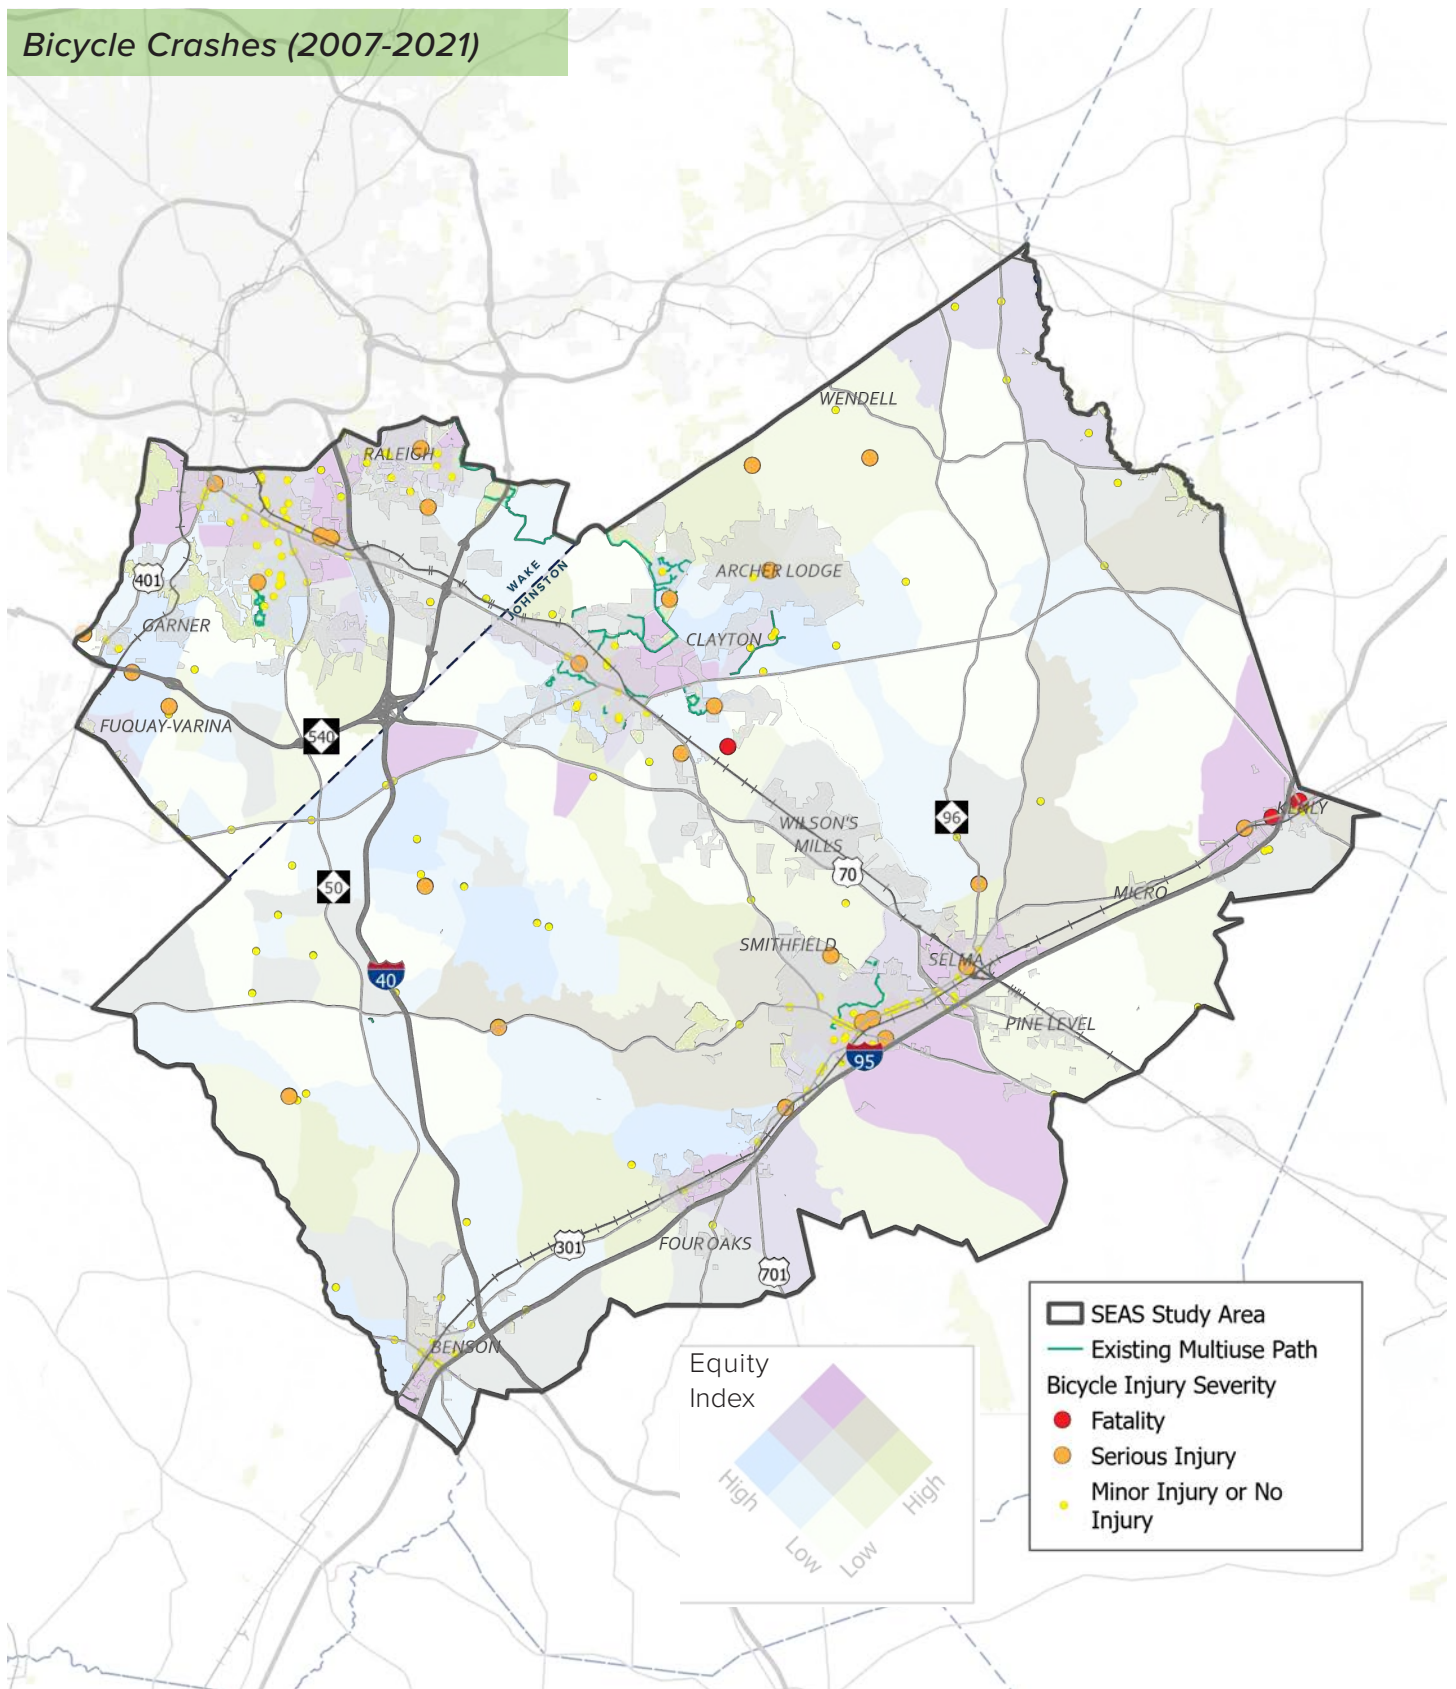 Bicycle Crashes (2007-2021)
WENDELL
RALEIGH
WAKE
JOHNSTON
ARCHER LODGE
401
GARNER
CLAYTON
FUQUAY-VARINA
540
WILSON'S
MILLS
96
KENLY
70
50
MICRO
SMITHFIELD
SELMA
40
PINE LEVEL
95
301
FOUR OAKS
701
BENSON
Equity
Index
High
Low
Low
High
SEAS Study Area
Existing Multiuse Path
Bicycle Injury Severity
Fatality
Serious Injury
Minor Injury or No
Injury